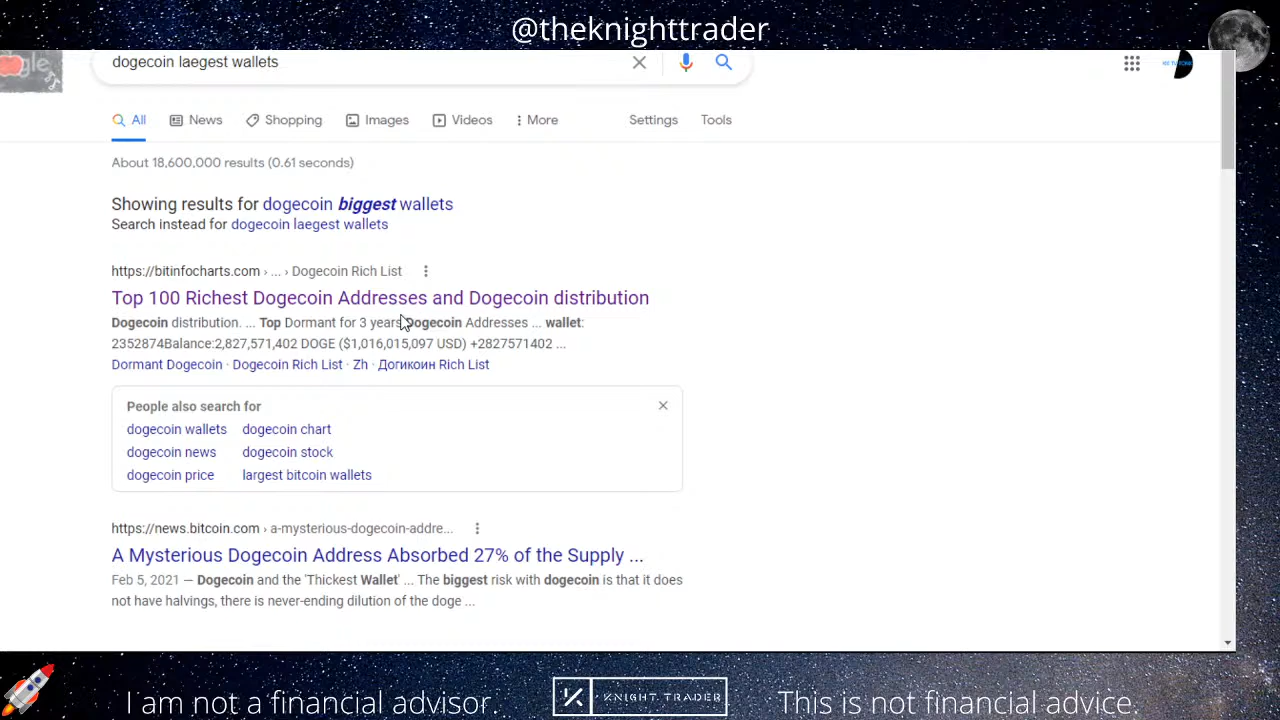 @theknighttrader
gle
dogecoin laegest wallets
All News Shopping Images Videos More Settings Tools
About 18,600,000 results (0.61 seconds)
Showing results for dogecoin biggest wallets
Search instead for dogecoin laegest wallets
https://bitinfocharts.com › ... › Dogecoin Rich List
Top 100 Richest Dogecoin Addresses and Dogecoin distribution
Dogecoin distribution. ... Top Dormant for 3 years Dogecoin Addresses ... wallet:
2352874Balance:2,827,571,402 DOGE ($1,016,015,097 USD) +2827571402 ...
Dormant Dogecoin · Dogecoin Rich List · Zh · Догикоин Rich List
People also search for
dogecoin wallets dogecoin chart
dogecoin news dogecoin stock
dogecoin price largest bitcoin wallets
https://news.bitcoin.com › a-mysterious-dogecoin-addre...
A Mysterious Dogecoin Address Absorbed 27% of the Supply ...
Feb 5, 2021 — Dogecoin and the 'Thickest Wallet' ... The biggest risk with dogecoin is that it does
not have halvings, there is never-ending dilution of the doge ...
I am not a financial advisor. KNIGHT TRADER This is not financial advice.